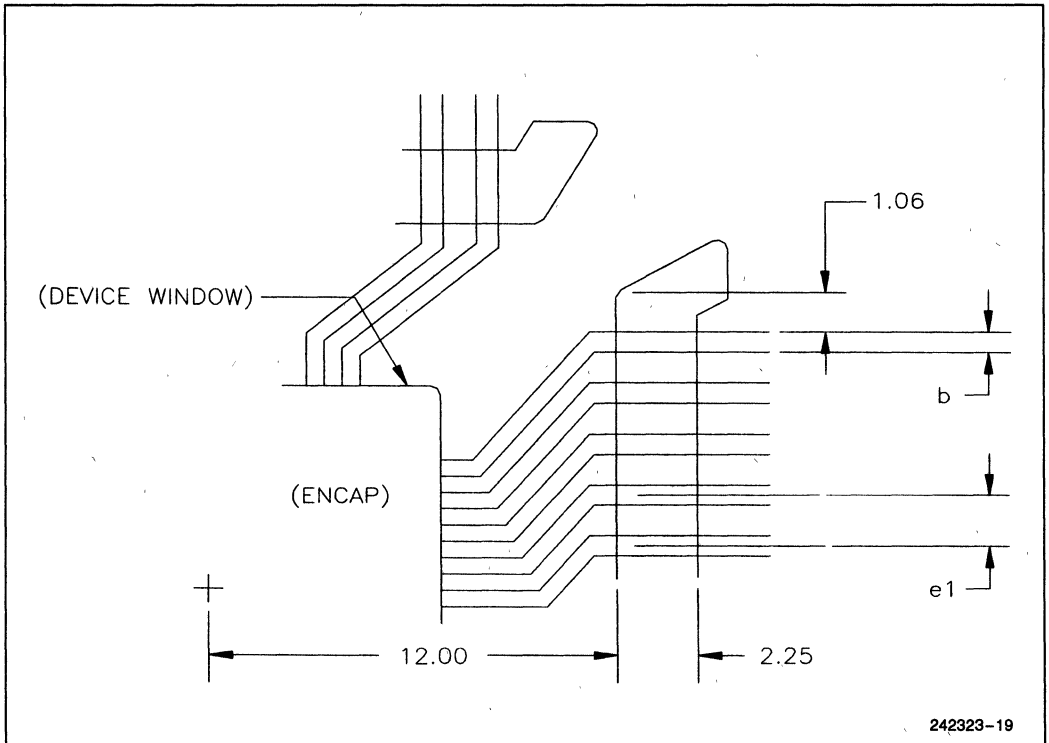 1.06
(DEVICE WINDOW)
b
(ENCAP)
e1
12.00
2.25
242323-19